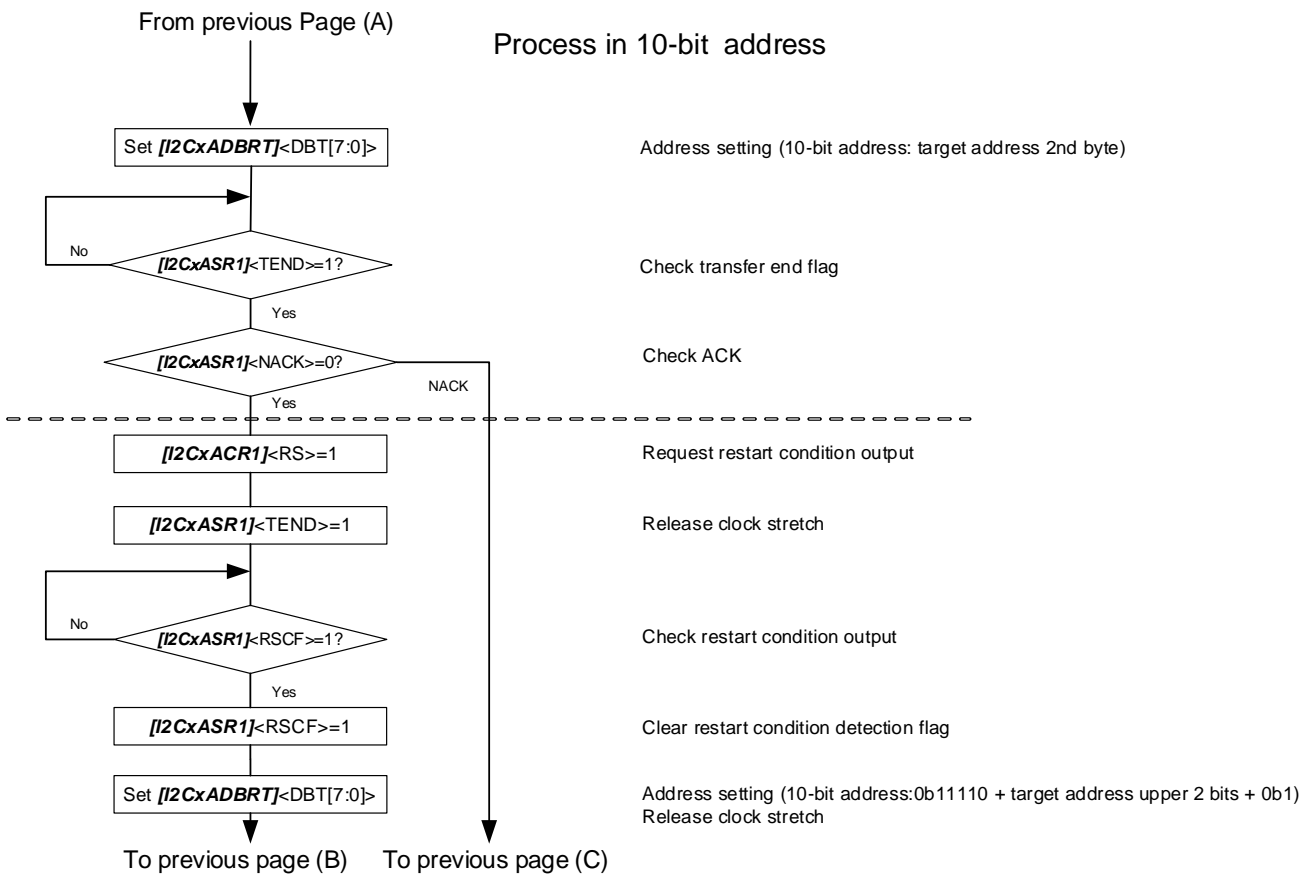 From previous Page (A)
Process in 10-bit address
Set [I2CxADBRT]<DBT[7:0]>
Address setting (10-bit address: target address 2nd byte)
No
[I2CxASR1]<TEND>=1?
Check transfer end flag
Yes
[I2CxASR1]<NACK>=0?
Check ACK
NACK
Yes
[I2CxACR1]<RS>=1
Request restart condition output
[I2CxASR1]<TEND>=1
Release clock stretch
No
[I2CxASR1]<RSCF>=1?
Check restart condition output
Yes
[I2CxASR1]<RSCF>=1
Clear restart condition detection flag
Set [I2CxADBRT]<DBT[7:0]>
Address setting (10-bit address:0b11110 + target address upper 2 bits + 0b1)
Release clock stretch
To previous page (B)
To previous page (C)